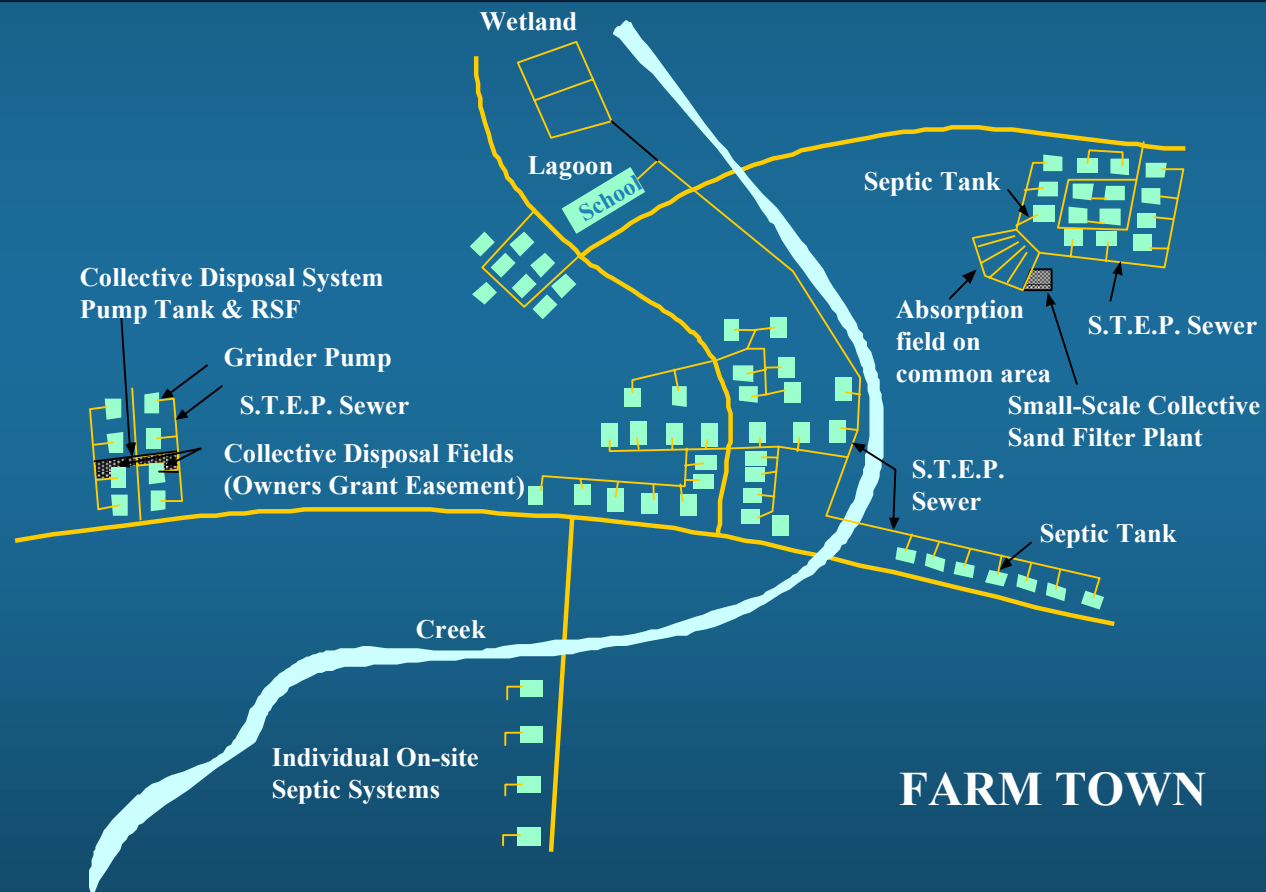 Wetland
Lagoon
School
Septic Tank
Collective Disposal System
Pump Tank & RSF
Absorption
field on
common area
S.T.E.P. Sewer
Grinder Pump
S.T.E.P. Sewer
Small-Scale Collective
Sand Filter Plant
Collective Disposal Fields
(Owners Grant Easement)
S.T.E.P.
Sewer
Septic Tank
Creek
Individual On-site
Septic Systems
FARM TOWN